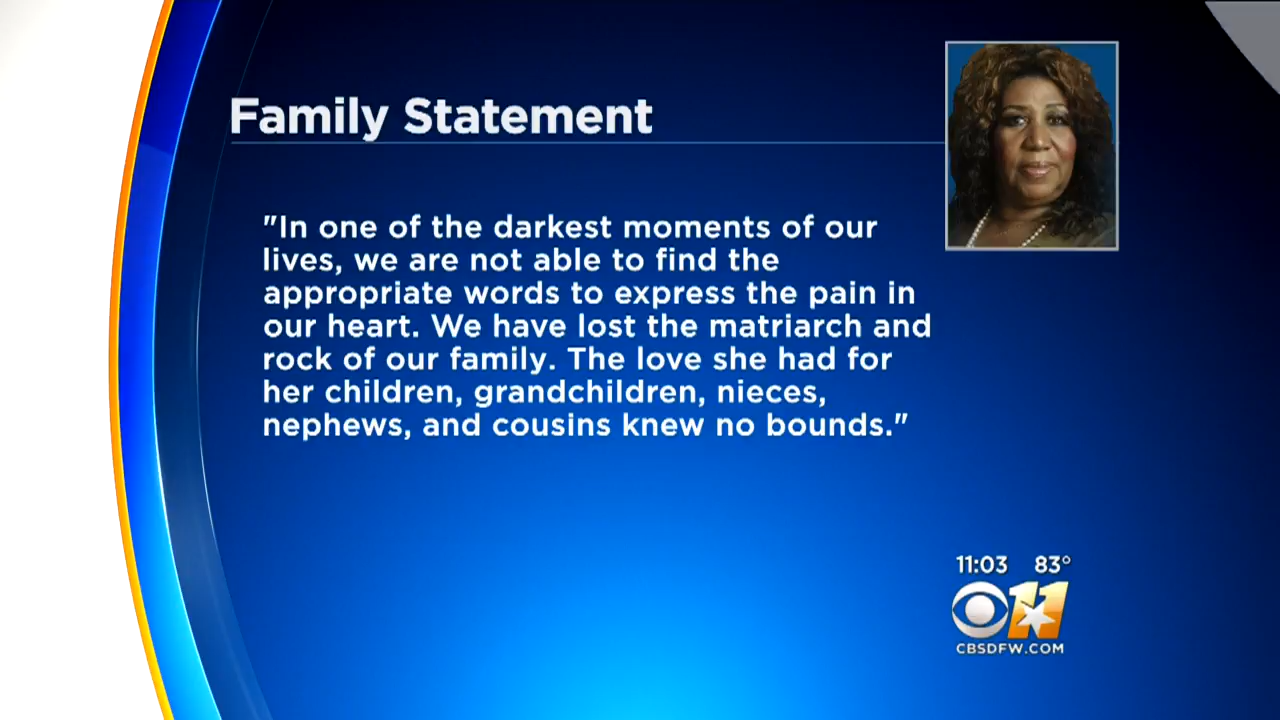 Family Statement
"In one of the darkest moments of our
lives, we are not able to find the
appropriate words to express the pain in
our heart. We have lost the matriarch and
rock of our family. The love she had for
her children, grandchildren, nieces,
nephews, and cousins knew no bounds."
11:03 83°
11
CBSDFW.COM